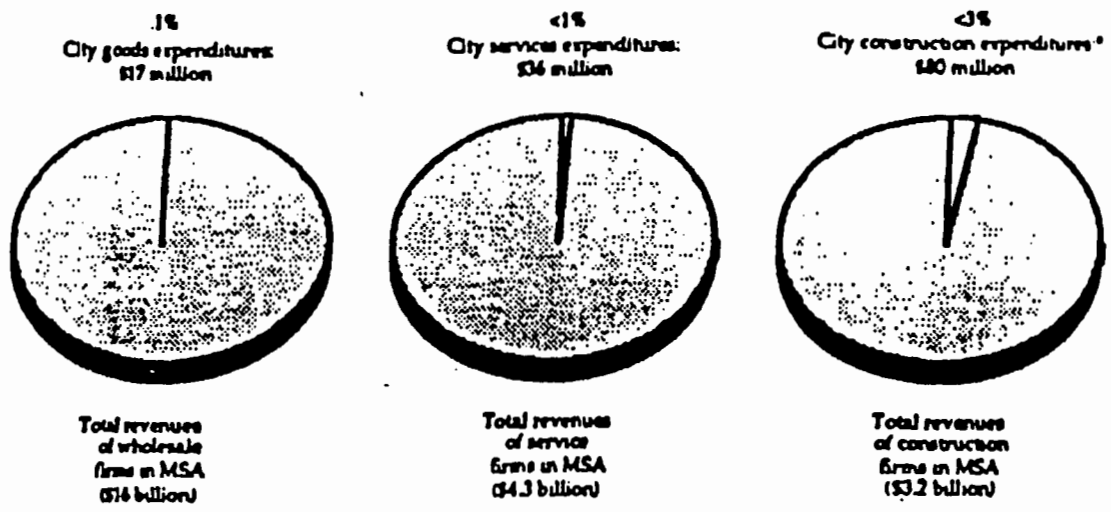 .1%
City goods expenditures:
$17 million
<1%
City services expenditures:
$36 million
<3%
City construction expenditures*
$80 million
Total revenues
of wholesale
firms in MSA
($16 billion)
Total revenues
of service
firms in MSA
($4.3 billion)
Total revenues
of construction
firms in MSA
($3.2 billion)